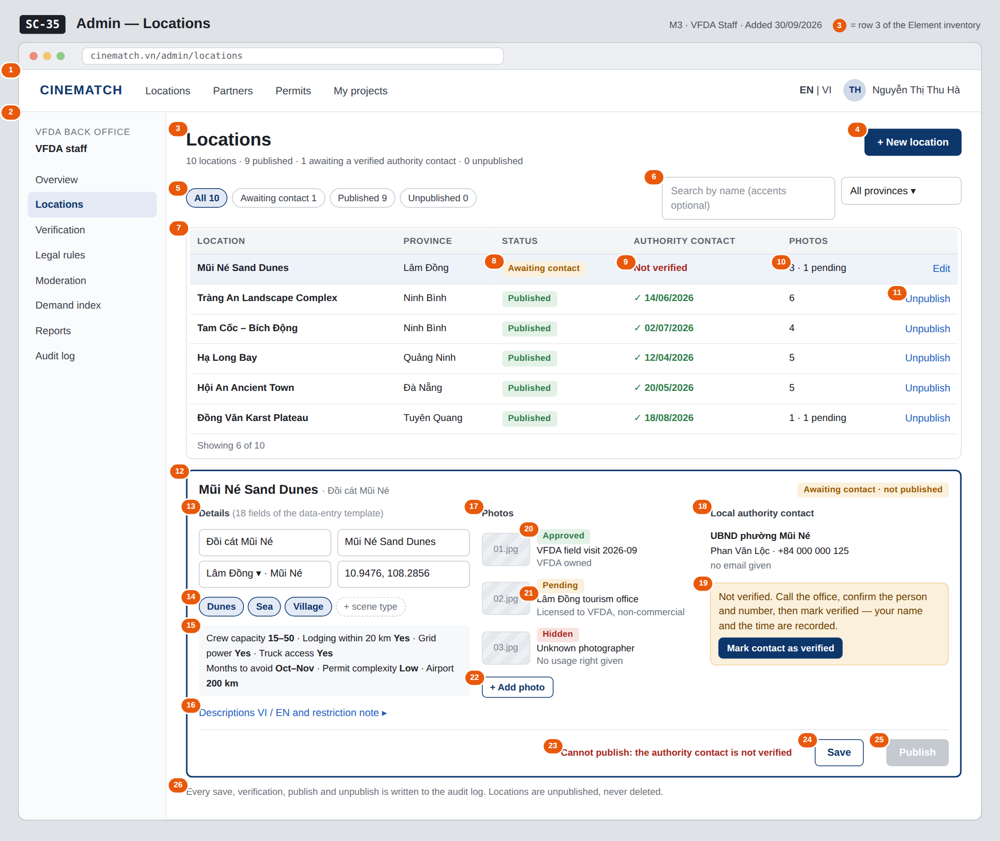 SC-35 Admin — Locations
M3 · VFDA Staff · Added 30/09/2026 3 = row 3 of the Element inventory
cinematch.vn/admin/locations
1
CINEMATCH Locations Partners Permits My projects EN | VI TH Nguyễn Thị Thu Hà
2
VFDA BACK OFFICE
VFDA staff
Overview
Locations
Verification
Legal rules
Moderation
Demand index
Reports
Audit log
3
Locations
4
+ New location
10 locations · 9 published · 1 awaiting a verified authority contact · 0 unpublished
5
All 10 Awaiting contact 1 Published 9 Unpublished 0
6
Search by name (accents
optional)
All provinces ▾
7
LOCATION PROVINCE STATUS AUTHORITY CONTACT PHOTOS
Mũi Né Sand Dunes Lâm Đồng 8 Awaiting contact 9 Not verified 10 3 · 1 pending Edit
Tràng An Landscape Complex Ninh Bình Published ✓ 14/06/2026 6 11 Unpublish
Tam Cốc – Bích Động Ninh Bình Published ✓ 02/07/2026 4 Unpublish
Hạ Long Bay Quảng Ninh Published ✓ 12/04/2026 5 Unpublish
Hội An Ancient Town Đà Nẵng Published ✓ 20/05/2026 5 Unpublish
Đồng Văn Karst Plateau Tuyên Quang Published ✓ 18/08/2026 1 · 1 pending Unpublish
Showing 6 of 10
12
Mũi Né Sand Dunes · Đồi cát Mũi Né Awaiting contact · not published
13
Details (18 fields of the data-entry template)
Đồi cát Mũi Né Mũi Né Sand Dunes
Lâm Đồng ▾ · Mũi Né 10.9476, 108.2856
14
Dunes Sea Village + scene type
15
Crew capacity 15–50 · Lodging within 20 km Yes · Grid
power Yes · Truck access Yes
Months to avoid Oct–Nov · Permit complexity Low · Airport
200 km
16
Descriptions VI / EN and restriction note ▸
17
Photos
01.jpg
20
Approved
VFDA field visit 2026-09
VFDA owned
02.jpg
21
Pending
Lâm Đồng tourism office
Licensed to VFDA, non-commercial
03.jpg
Hidden
Unknown photographer
No usage right given
22
+ Add photo
18
Local authority contact
UBND phường Mũi Né
Phan Văn Lộc · +84 000 000 125
no email given
19
Not verified. Call the office, confirm the person
and number, then mark verified — your name
and the time are recorded.
Mark contact as verified
23
Cannot publish: the authority contact is not verified
24
Save
25
Publish
26
Every save, verification, publish and unpublish is written to the audit log. Locations are unpublished, never deleted.